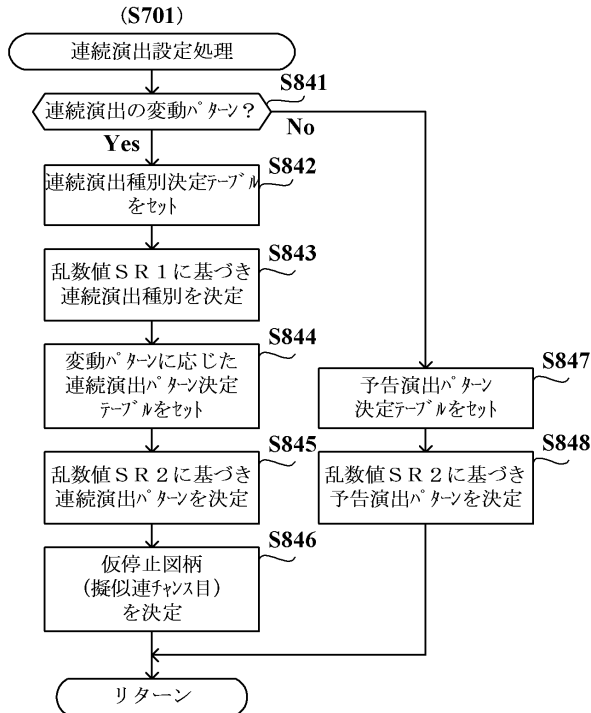 (S701)
連続演出設定処理
S841
連続演出の変動パターン？
No
Yes
S842
連続演出種別決定テーブル
をセット
S843
乱数値ＳＲ１に基づき
連続演出種別を決定
S844
変動パターンに応じた
連続演出パターン決定
テーブルをセット
S845
乱数値ＳＲ２に基づき
連続演出パターンを決定
S846
仮停止図柄
(擬似連チャンス目)
を決定
S847
予告演出パターン
決定テーブルをセット
S848
乱数値ＳＲ２に基づき
予告演出パターンを決定
リターン